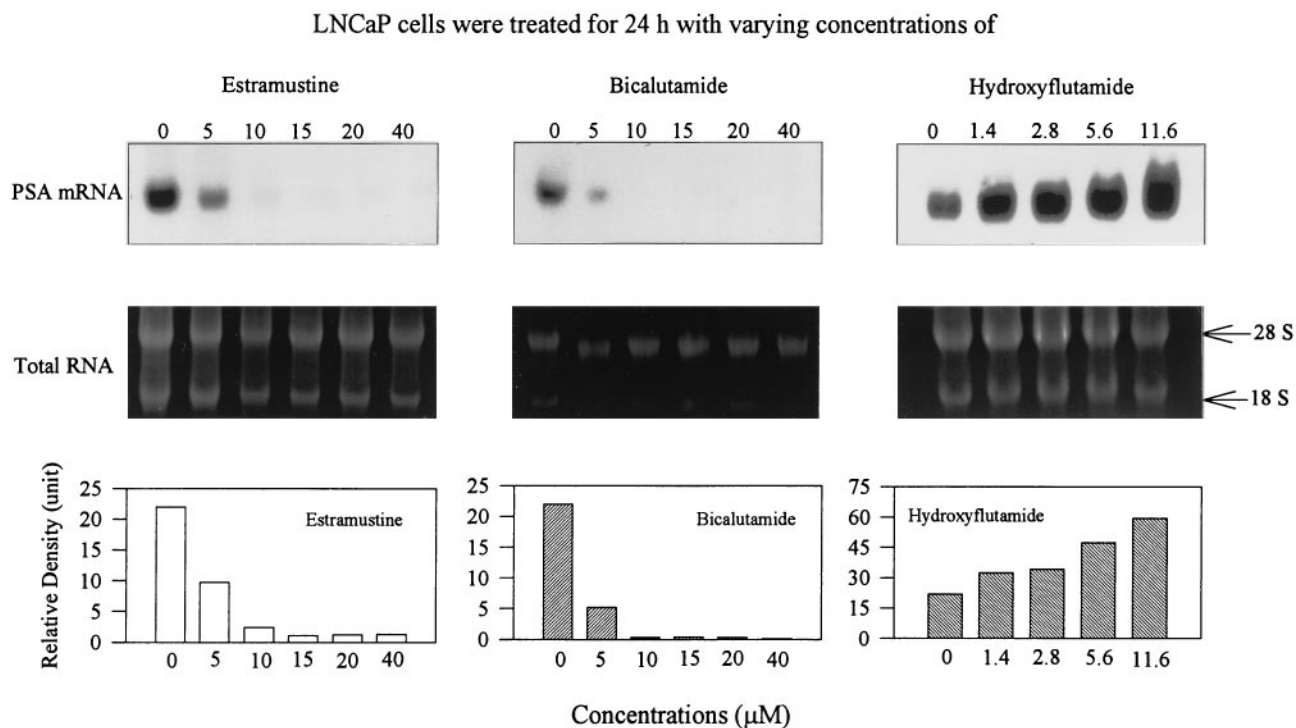 LNCaP cells were treated for 24 h with varying concentrations of
Estramustine Bicalutamide Hydroxyflutamide
0 5 10 15 20 40 0 5 10 15 20 40 0 1.4 2.8 5.6 11.6
PSA mRNA
Total RNA
28 S
18 S
Relative Density (unit)
25
20
15
10
5
0
Estramustine
0 5 10 15 20 40
25
20
15
10
5
0
Bicalutamide
0 5 10 15 20 40
75
60
45
30
15
0
Hydroxyflutamide
0 1.4 2.8 5.6 11.6
Concentrations (μM)